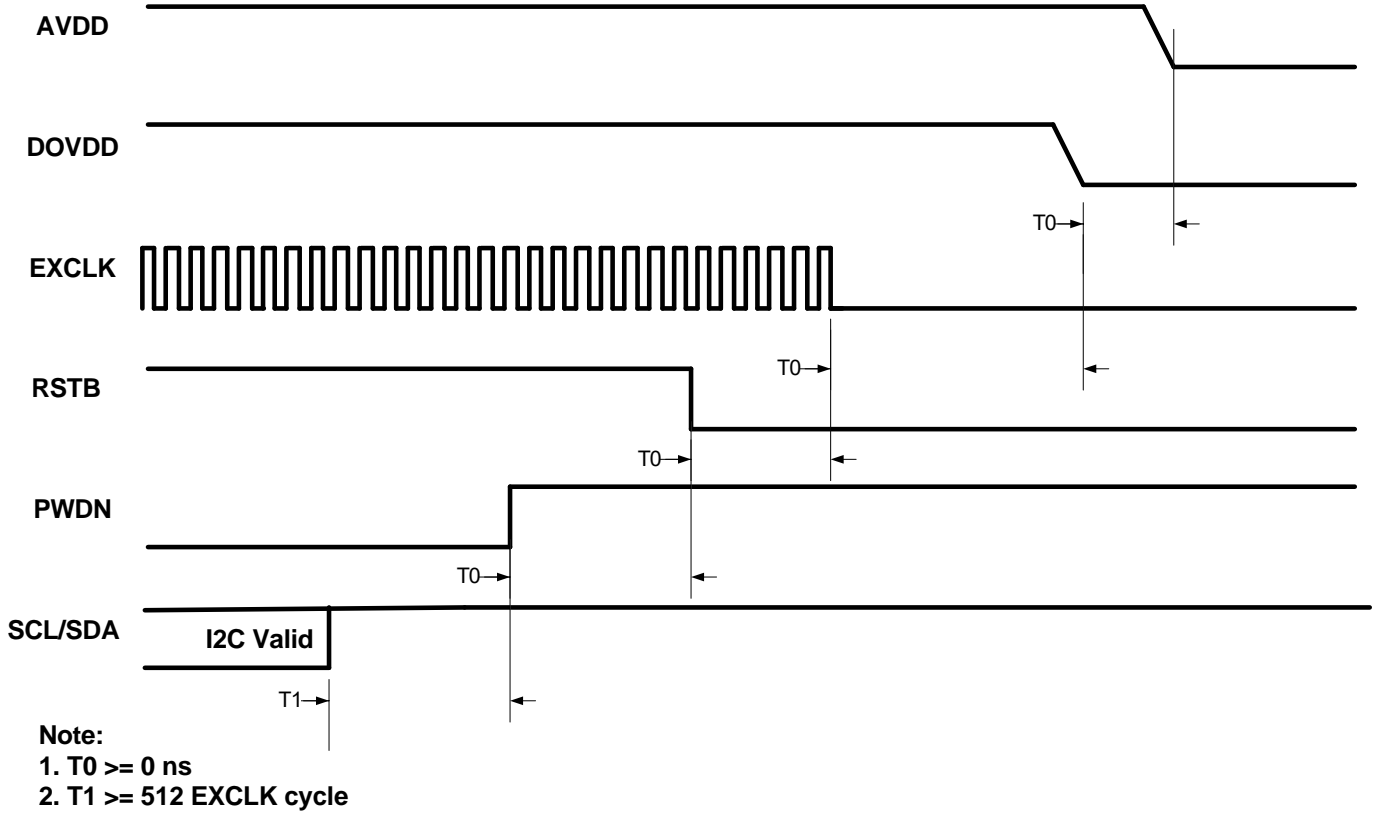 AVDD
DOVDD
T0
EXCLK
T0
RSTB
T0
PWDN
T0
SCL/SDA
I2C Valid
T1
Note:
1. T0 >= 0 ns
2. T1 >= 512 EXCLK cycle